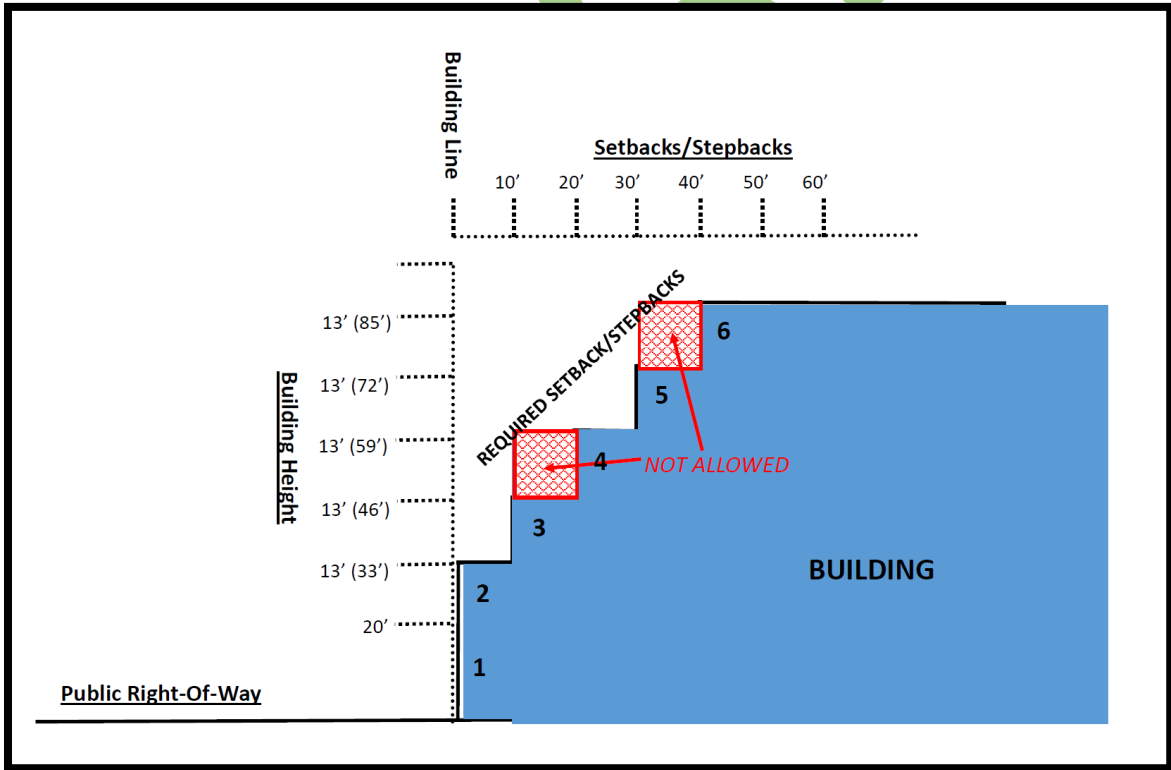 Building Line
Setbacks/Stepbacks
10’
20’
30’
40’
50’
60’
REQUIRED SETBACK/STEPBACKS
Building Height
13’ (85’)
13’ (72’)
13’ (59’)
13’ (46’)
13’ (33’)
20’
6
5
4
NOT ALLOWED
3
2
1
BUILDING
Public Right-Of-Way